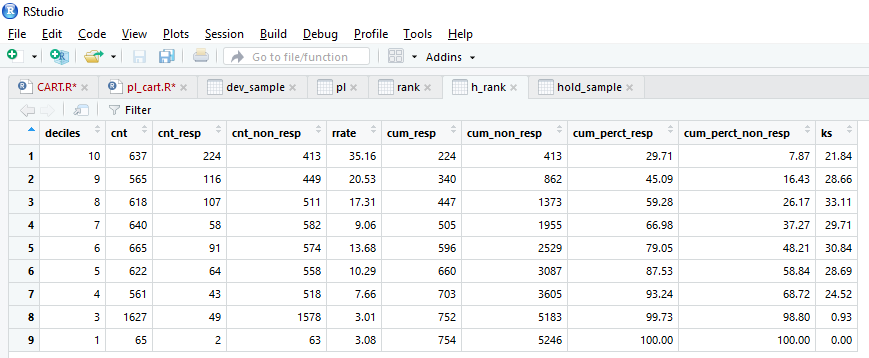 RStudio
File Edit Code View Plots Session Build Debug Profile Tools Help
Go to file/function Addins
CART.R* pl_cart.R* dev_sample pl rank h_rank hold_sample
Filter
deciles cnt cnt_resp cnt_non_resp rrate cum_resp cum_non_resp cum_perct_resp cum_perct_non_resp ks
1 10 637 224 413 35.16 224 413 29.71 7.87 21.84
2 9 565 116 449 20.53 340 862 45.09 16.43 28.66
3 8 618 107 511 17.31 447 1373 59.28 26.17 33.11
4 7 640 58 582 9.06 505 1955 66.98 37.27 29.71
5 6 665 91 574 13.68 596 2529 79.05 48.21 30.84
6 5 622 64 558 10.29 660 3087 87.53 58.84 28.69
7 4 561 43 518 7.66 703 3605 93.24 68.72 24.52
8 3 1627 49 1578 3.01 752 5183 99.73 98.80 0.93
9 1 65 2 63 3.08 754 5246 100.00 100.00 0.00